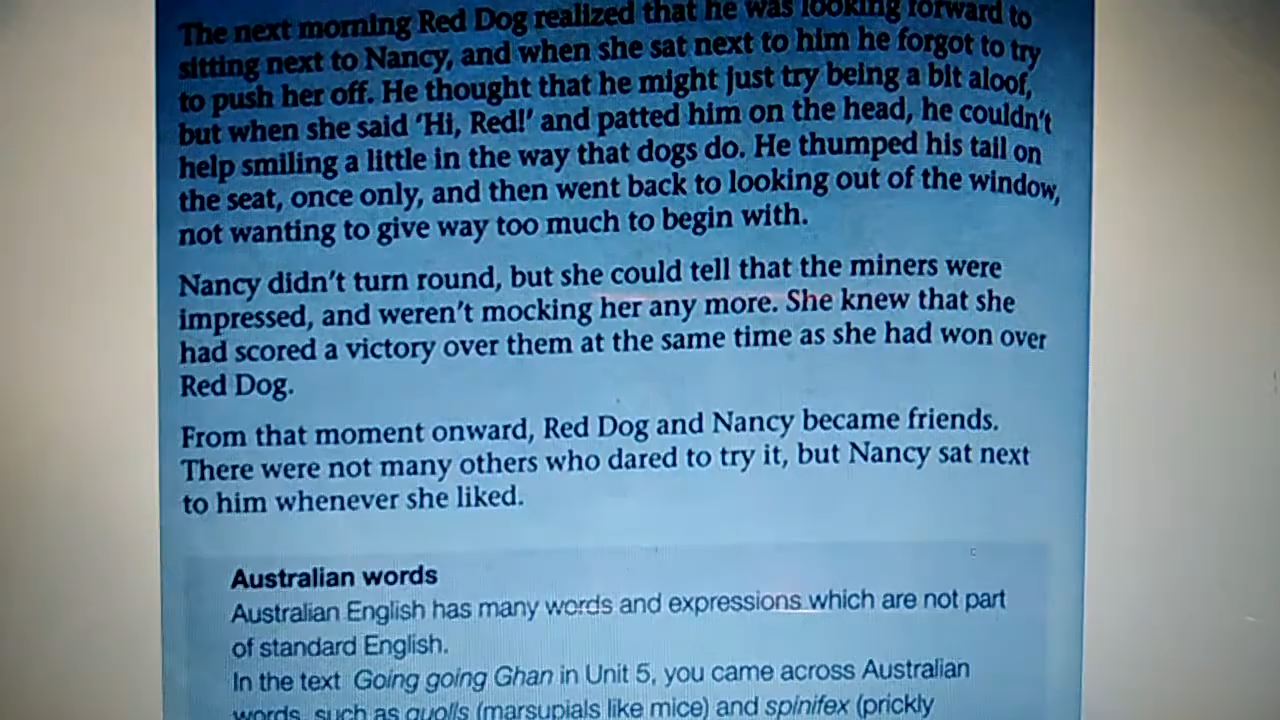 The next morning Red Dog realized that he was looking forward to
sitting next to Nancy, and when she sat next to him he forgot to try
to push her off. He thought that he might just try being a bit aloof,
but when she said ‘Hi, Red!’ and patted him on the head, he couldn’t
help smiling a little in the way that dogs do. He thumped his tail on
the seat, once only, and then went back to looking out of the window,
not wanting to give way too much to begin with.
Nancy didn’t turn round, but she could tell that the miners were
impressed, and weren’t mocking her any more. She knew that she
had scored a victory over them at the same time as she had won over
Red Dog.
From that moment onward, Red Dog and Nancy became friends.
There were not many others who dared to try it, but Nancy sat next
to him whenever she liked.
Australian words
Australian English has many words and expressions which are not part
of standard English.
In the text Going going Ghan in Unit 5, you came across Australian
words, such as quolls (marsupials like mice) and spinifex (prickly